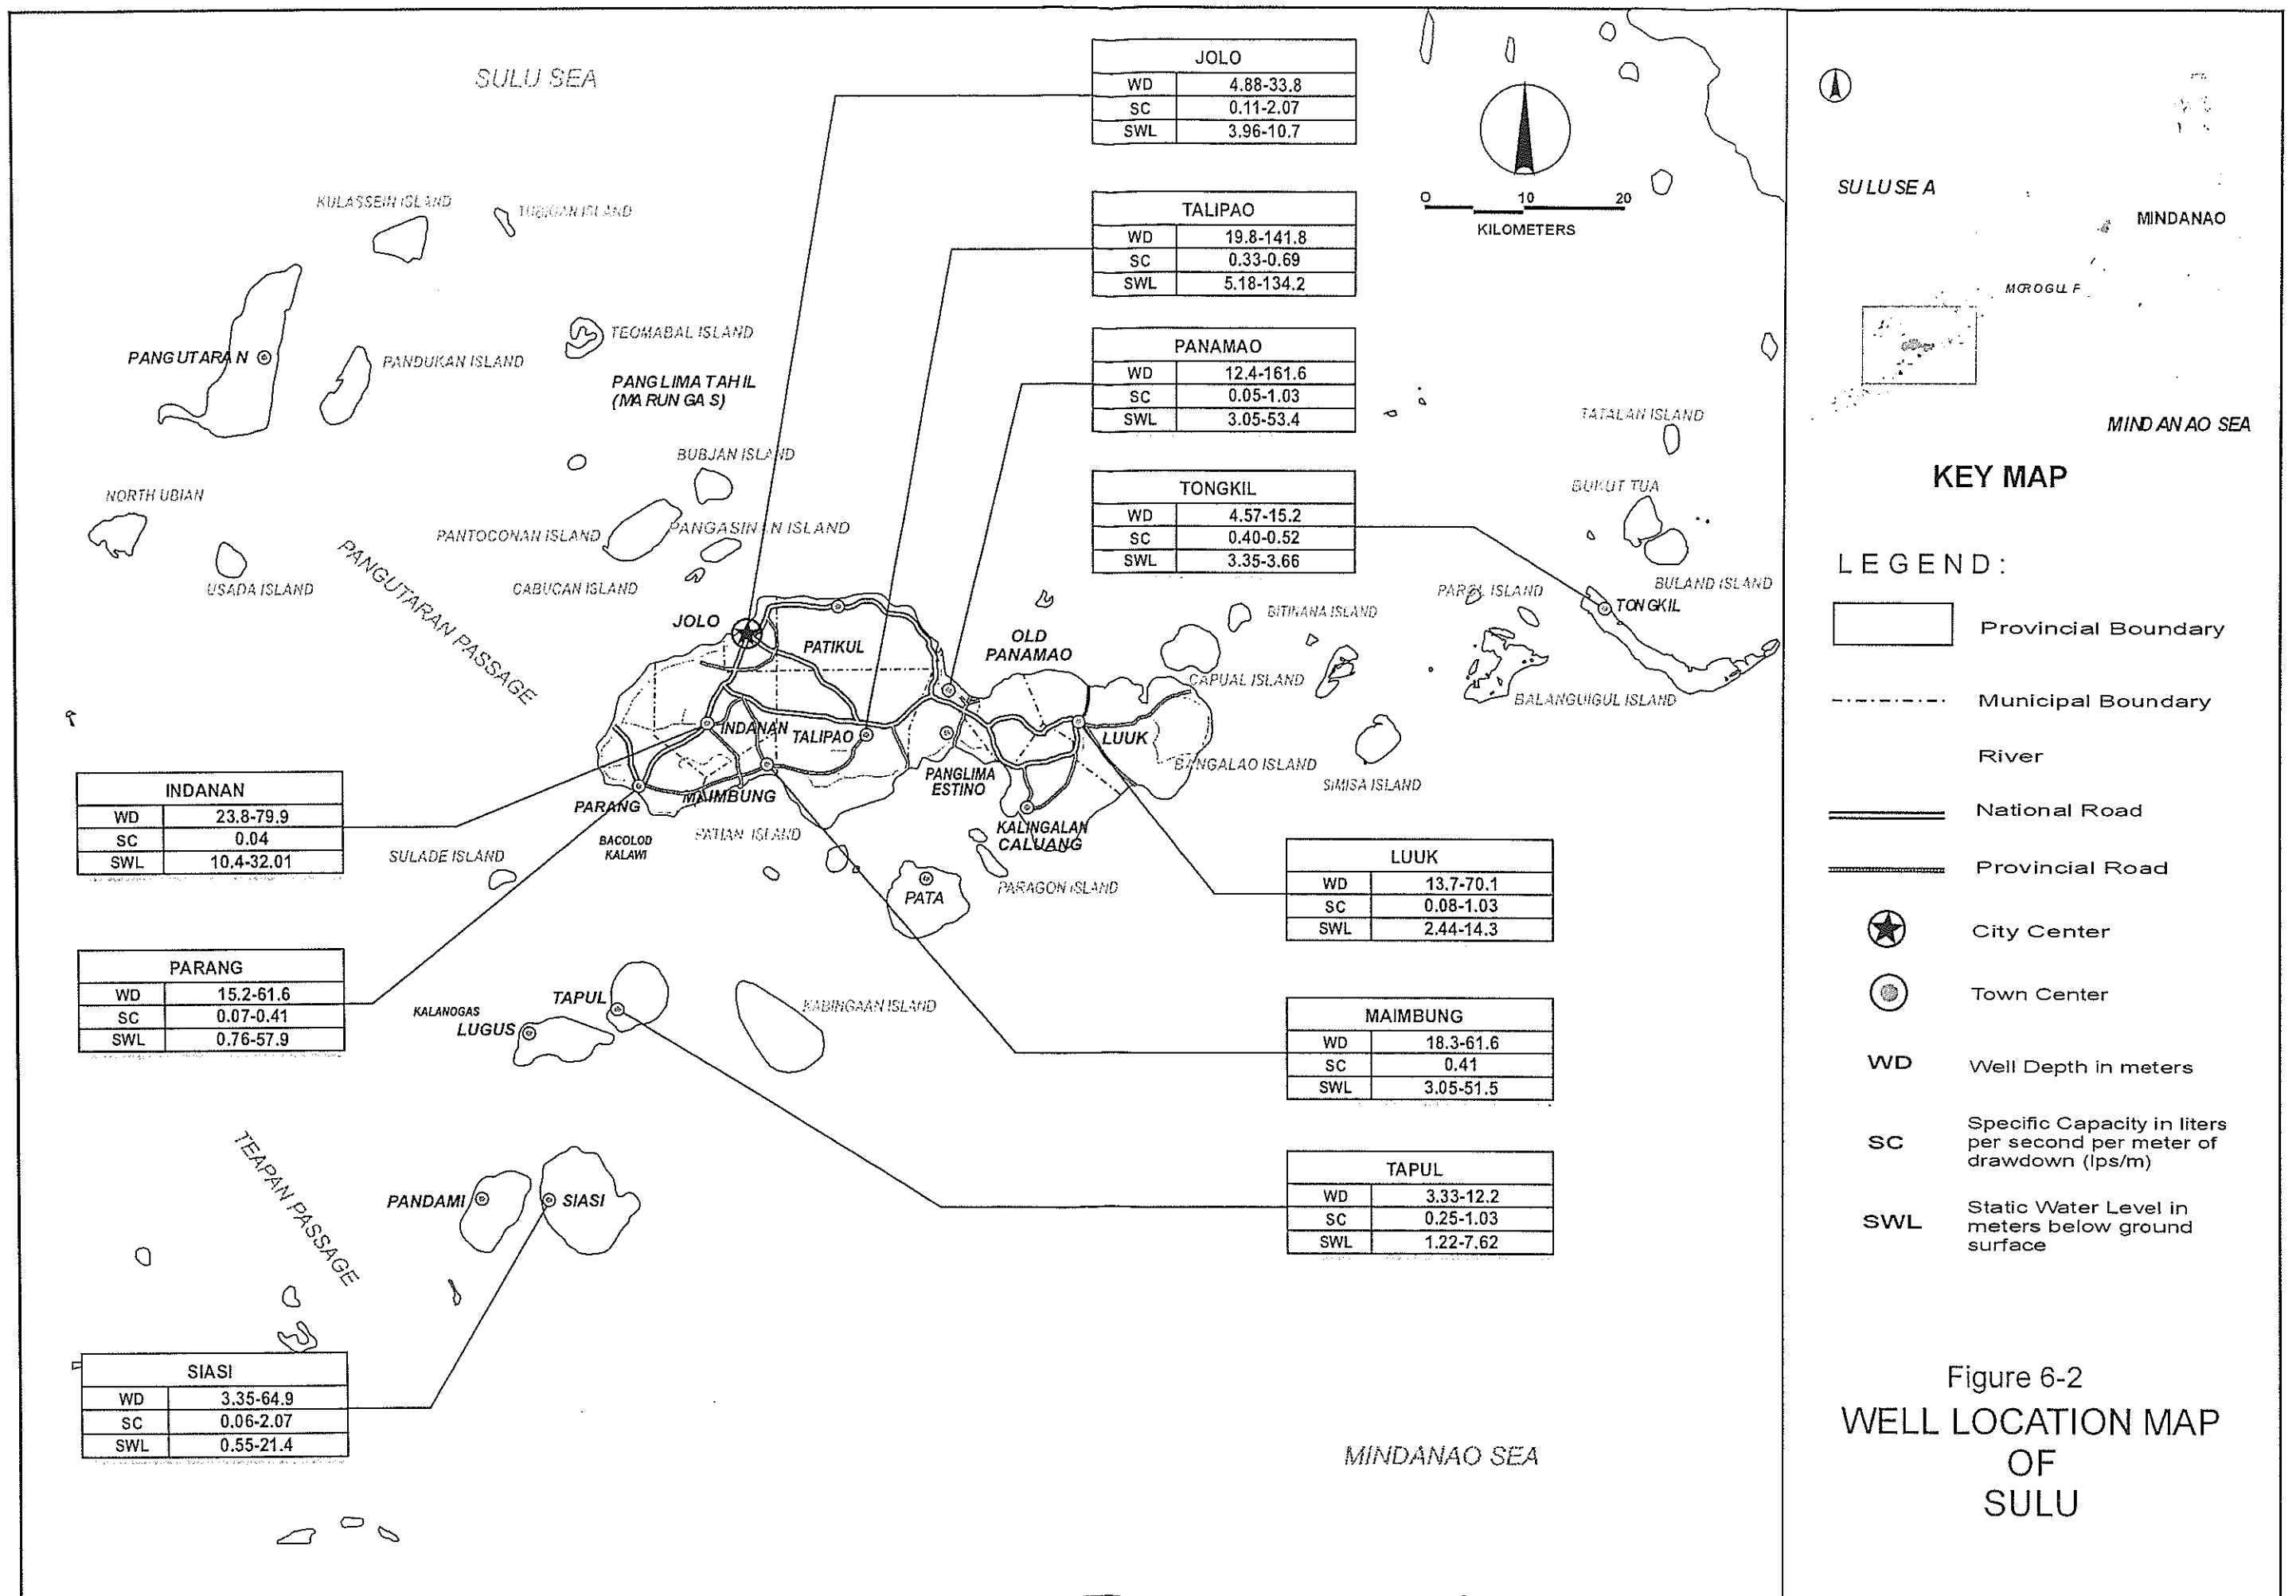 SULU SEA
JOLO
WD 4.88-33.8
SC 0.11-2.07
SWL 3.96-10.7
TALIPAO
WD 19.8-141.8
SC 0.33-0.69
SWL 5.18-134.2
PANAMAO
WD 12.4-161.6
SC 0.05-1.03
SWL 3.05-53.4
TONGKIL
WD 4.57-15.2
SC 0.40-0.52
SWL 3.35-3.66
0 10 20
KILOMETERS
KULASSEIN ISLAND
TUBIGAN ISLAND
PANGUTARAN
PANDUKAN ISLAND
TEOMABAL ISLAND
PANGLIMA TAHIL
(MARUNGAS)
BUBJAN ISLAND
NORTH UBIAN
PANTOCONAN ISLAND
PANGASINAN ISLAND
USADA ISLAND
CABUCAN ISLAND
PANGUTARAN PASSAGE
TATALAN ISLAND
BUKUT TUA
BULAND ISLAND
PAREL ISLAND
TONGKIL
BITINANA ISLAND
JOLO
PATIKUL
OLD
PANAMAO
CAPUAL ISLAND
BALANGUIGUL ISLAND
INDANAN
TALIPAO
LUUK
BANGALAO ISLAND
SIMISA ISLAND
PANGLIMA
ESTINO
PARANG
MAIMBUNG
KALINGALAN
CALUANG
BACOLOD
KALAWI
PATIAN ISLAND
SULADE ISLAND
PATA
PARAGON ISLAND
INDANAN
WD 23.8-79.9
SC 0.04
SWL 10.4-32.01
PARANG
WD 15.2-61.6
SC 0.07-0.41
SWL 0.76-57.9
LUUK
WD 13.7-70.1
SC 0.08-1.03
SWL 2.44-14.3
TAPUL
KALANOGAS
LUGUS
KABINGAAN ISLAND
MAIMBUNG
WD 18.3-61.6
SC 0.41
SWL 3.05-51.5
TEAPAN PASSAGE
PANDAMI
SIASI
TAPUL
WD 3.33-12.2
SC 0.25-1.03
SWL 1.22-7.62
SIASI
WD 3.35-64.9
SC 0.06-2.07
SWL 0.55-21.4
MINDANAO SEA
SULU SEA
MINDANAO
MORO GULF
MINDANAO SEA
KEY MAP
LEGEND:
Provincial Boundary
Municipal Boundary
River
National Road
Provincial Road
City Center
Town Center
WD Well Depth in meters
SC Specific Capacity in liters
per second per meter of
drawdown (lps/m)
SWL Static Water Level in
meters below ground
surface
Figure 6-2
WELL LOCATION MAP
OF
SULU